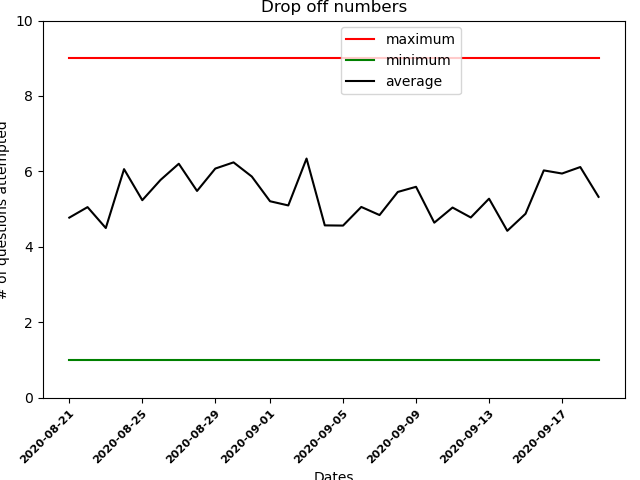 Drop off numbers
# of questions attempted
10
8
6
4
2
0
maximum
minimum
average
2020-08-21
2020-08-25
2020-08-29
2020-09-01
2020-09-05
2020-09-09
2020-09-13
2020-09-17
Dates